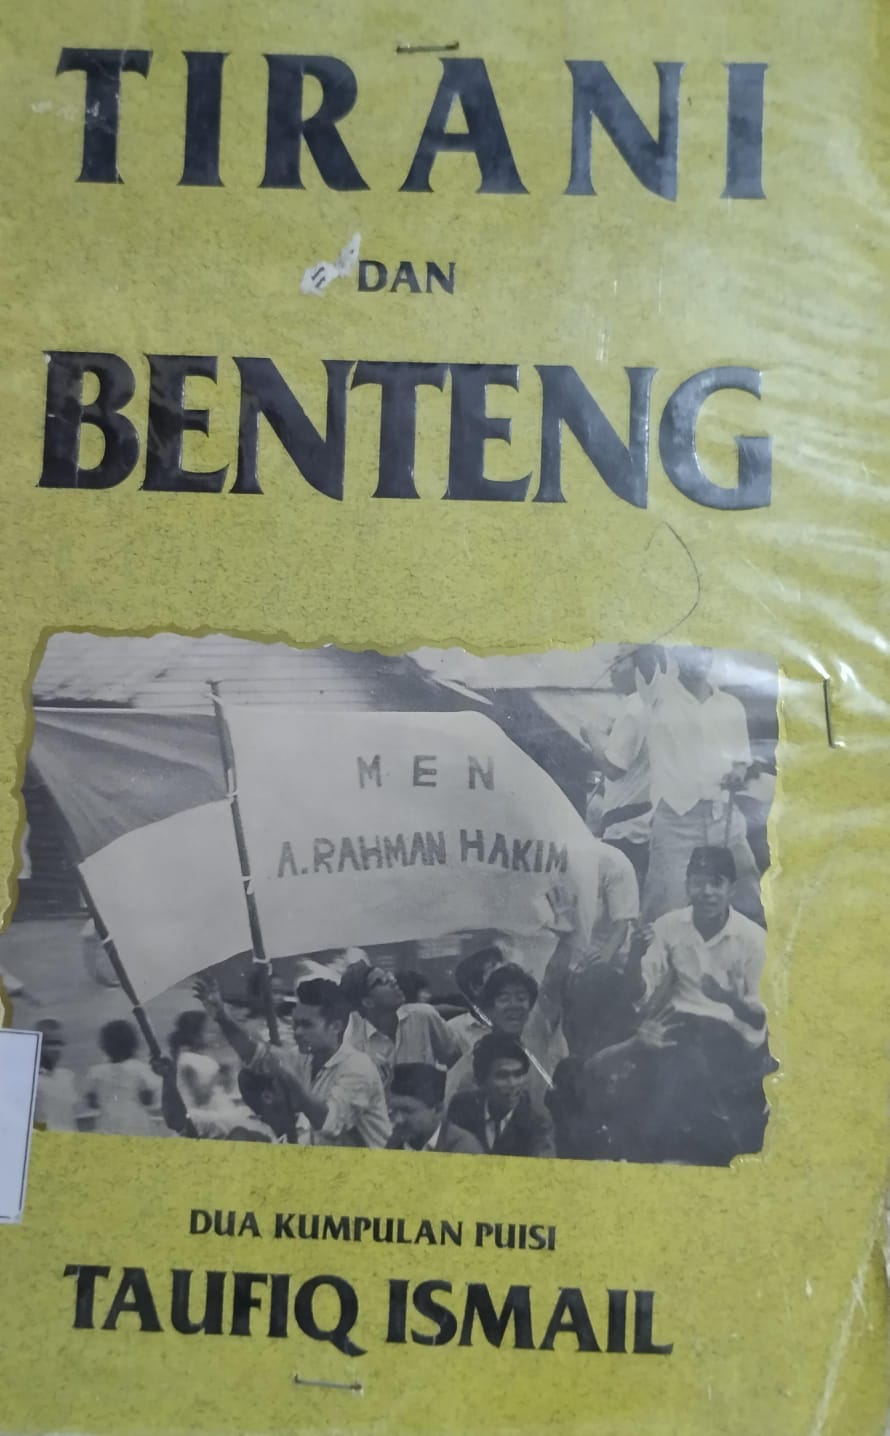 TIRANI
DAN
BENTENG
MEN
A.RAHMAN HAKIM
DUA KUMPULAN PUISI
TAUFIQ ISMAIL